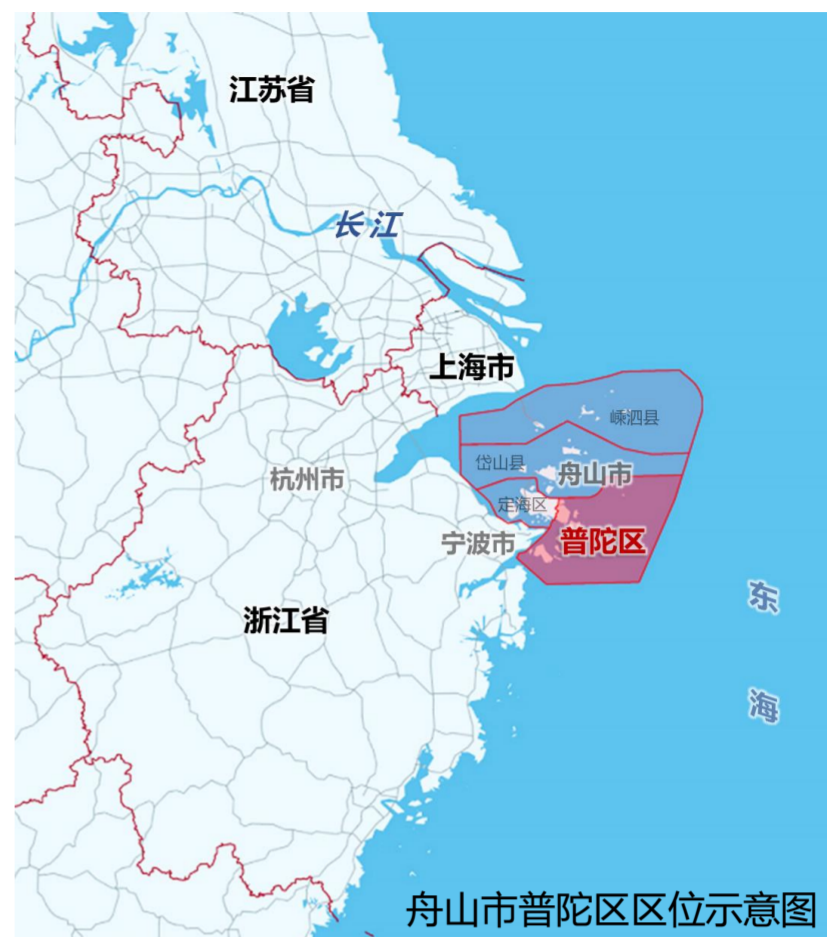 江苏省
长江
上海市
嵊泗县
岱山县
舟山市
杭州市
定海区
宁波市
普陀区
东
海
浙江省
舟山市普陀区区位示意图